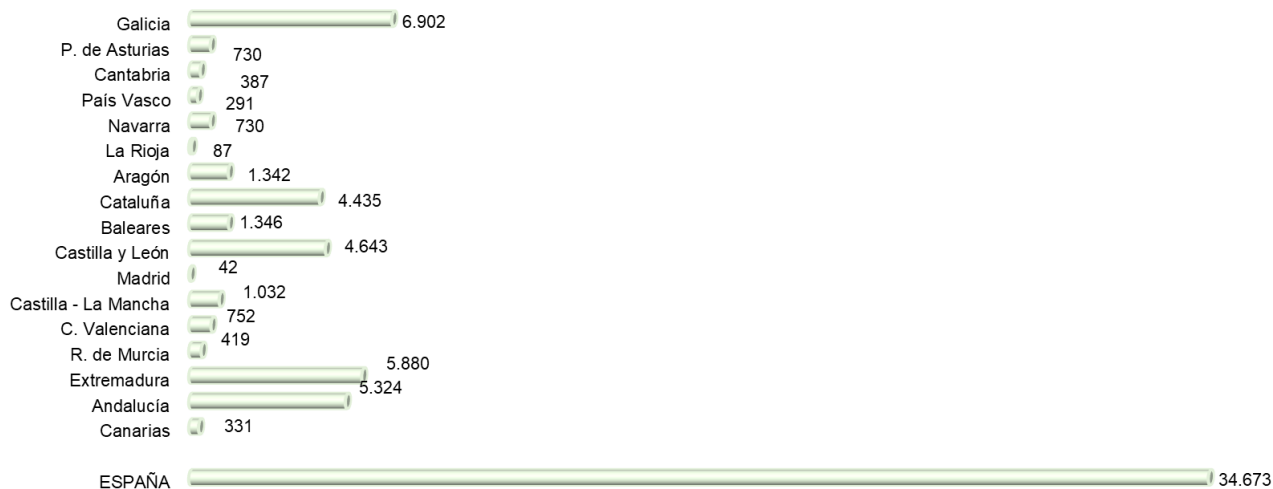 Galicia 6.902
P. de Asturias 730
Cantabria 387
País Vasco 291
Navarra 730
La Rioja 87
Aragón 1.342
Cataluña 4.435
Baleares 1.346
Castilla y León 4.643
Madrid 42
Castilla - La Mancha 1.032
C. Valenciana 752
R. de Murcia 419
Extremadura 5.880
Andalucía 5.324
Canarias 331
ESPAÑA 34.673